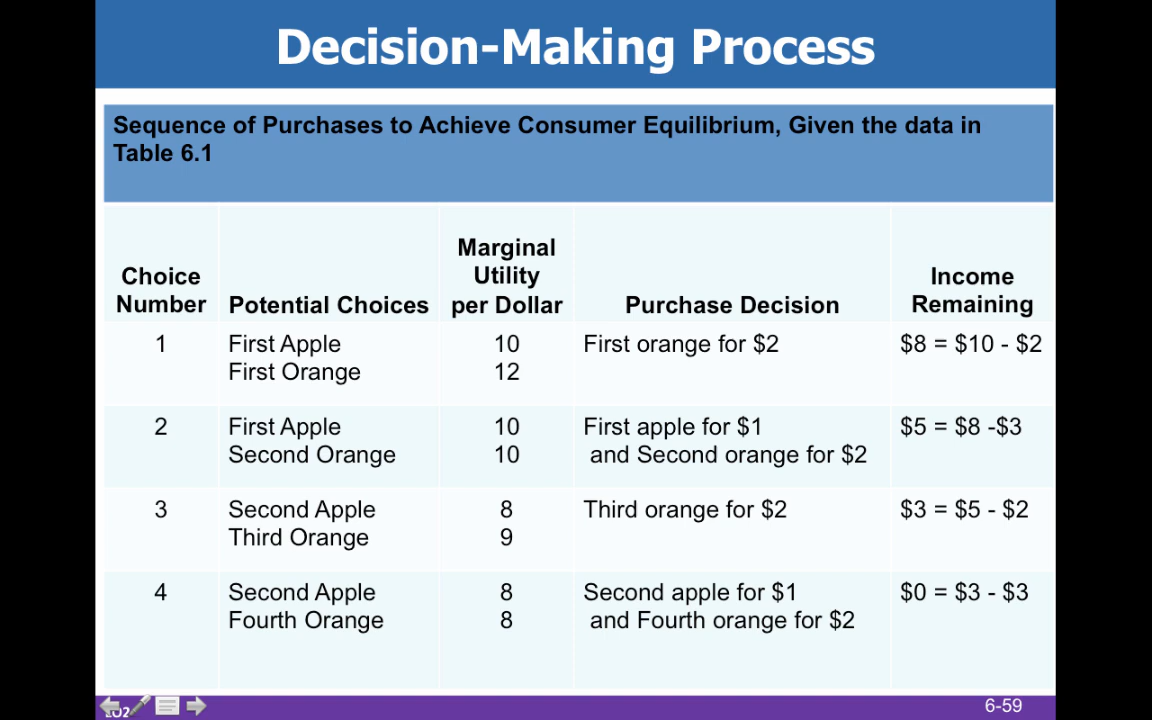 Decision-Making Process
Sequence of Purchases to Achieve Consumer Equilibrium, Given the data in
Table 6.1
Choice
Number
Potential Choices
Marginal
Utility
per Dollar
Purchase Decision
Income
Remaining
1
First Apple
First Orange
10
12
First orange for $2
$8 = $10 - $2
2
First Apple
Second Orange
10
10
First apple for $1
and Second orange for $2
$5 = $8 -$3
3
Second Apple
Third Orange
8
9
Third orange for $2
$3 = $5 - $2
4
Second Apple
Fourth Orange
8
8
Second apple for $1
and Fourth orange for $2
$0 = $3 - $3
6-59